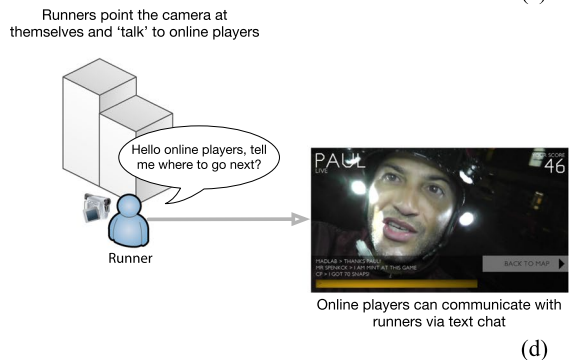 Runners point the camera at
themselves and ‘talk’ to online players
Hello online players, tell
me where to go next?
Runner
PAUL
LIVE
SCORE
46
MADLAB = THANKS PAUL!
MR SPENKOX = I AM MINT AT THIS GAME
CP = I GOT 70 SNAPS!
BACK TO MAP
Online players can communicate with
runners via text chat
(d)